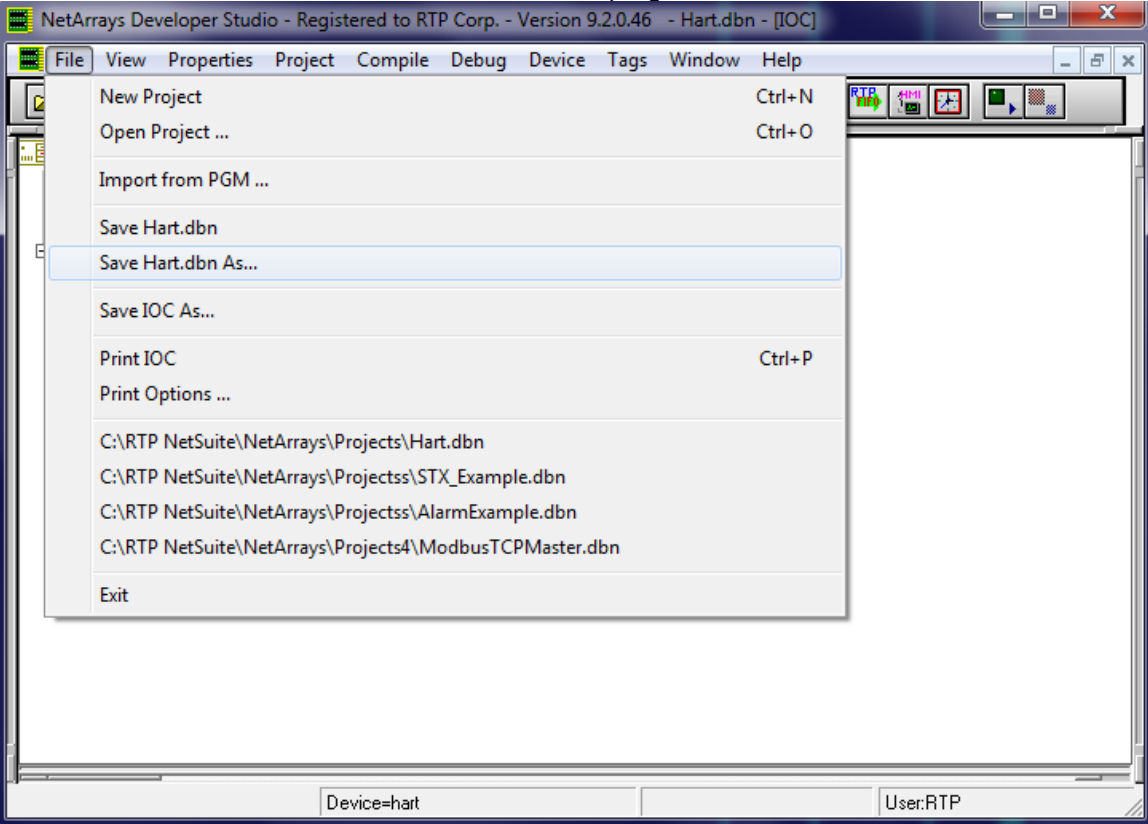 NetArrays Developer Studio - Registered to RTP Corp. - Version 9.2.0.46 - Hart.dbn - [IOC]
File View Properties Project Compile Debug Device Tags Window Help
RTP FIFO HMI
New Project Ctrl+N
Open Project ... Ctrl+O
Import from PGM ...
Save Hart.dbn
Save Hart.dbn As...
Save IOC As...
Print IOC Ctrl+P
Print Options ...
C:\RTP NetSuite\NetArrays\Projects\Hart.dbn
C:\RTP NetSuite\NetArrays\Projectss\STX_Example.dbn
C:\RTP NetSuite\NetArrays\Projectss\AlarmExample.dbn
C:\RTP NetSuite\NetArrays\Projects4\ModbusTCPMaster.dbn
Exit
Device=hart User:RTP